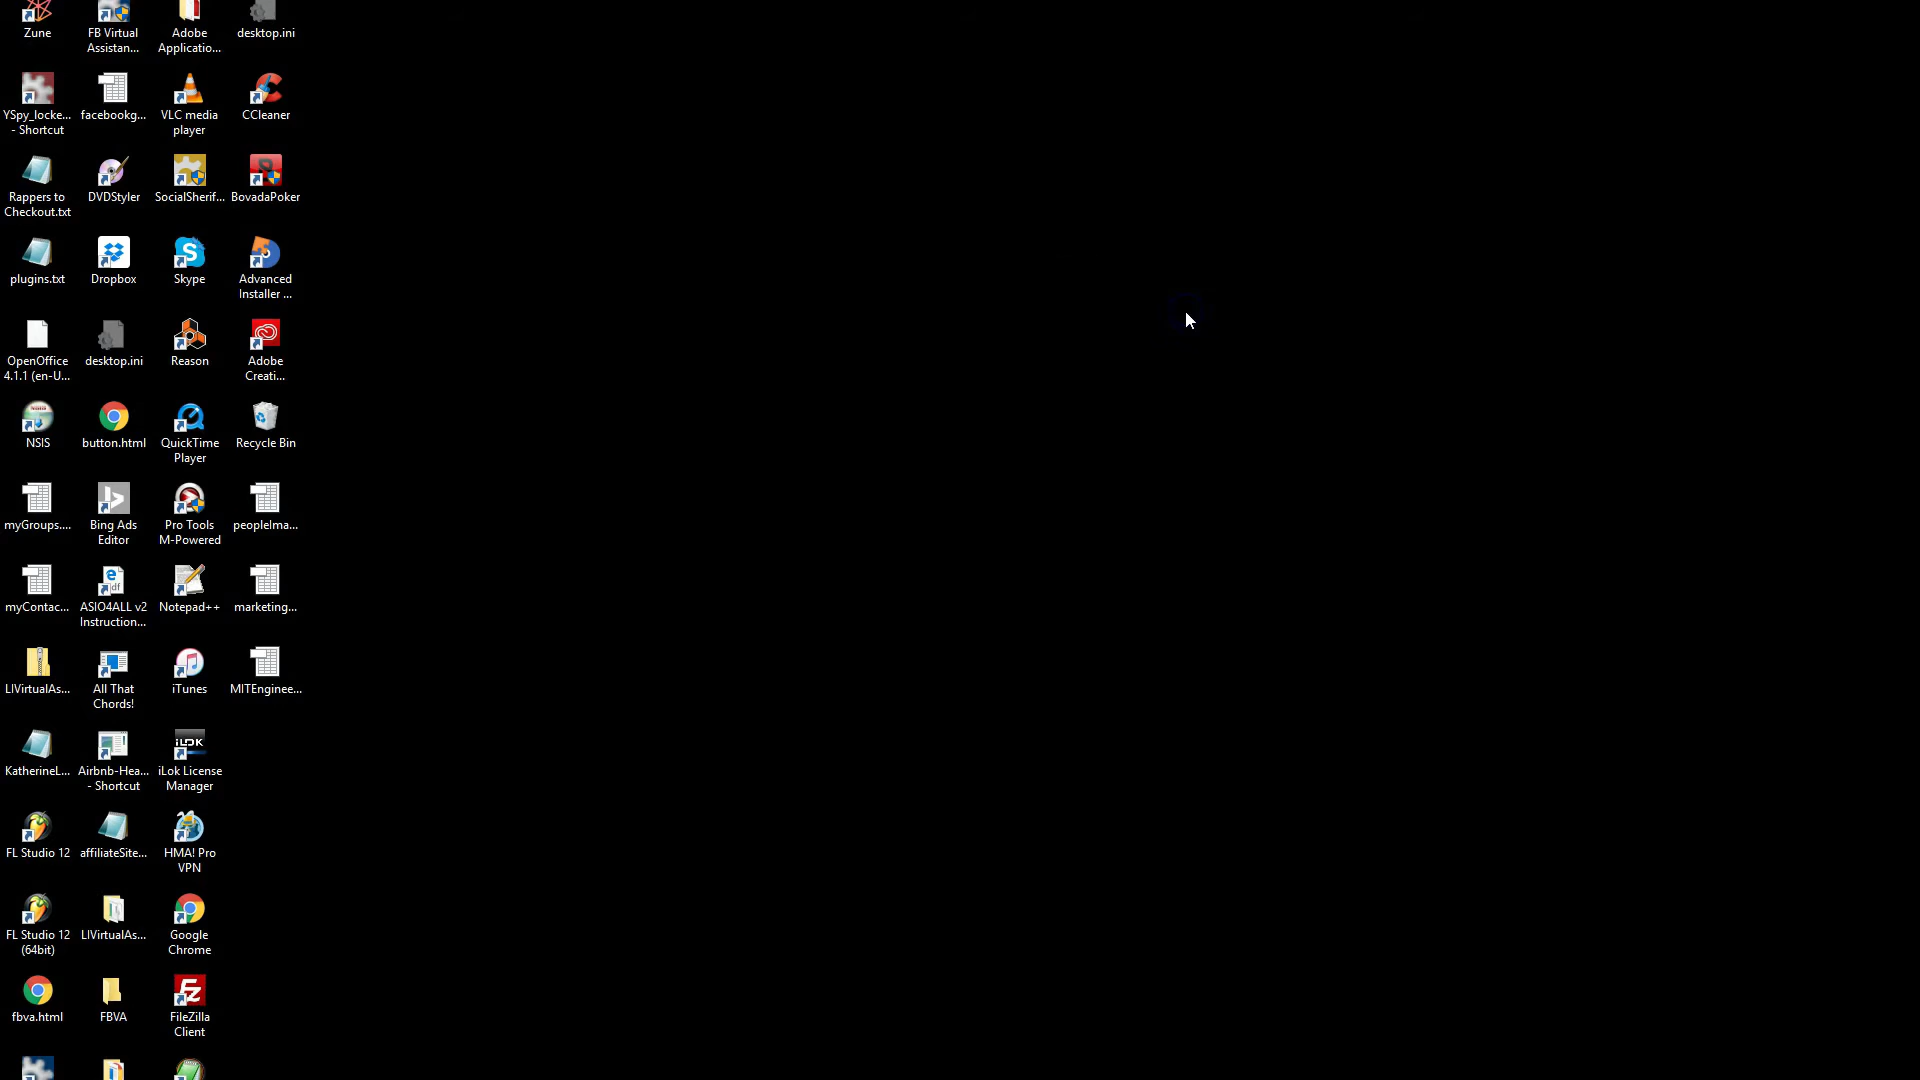 Zune
FB Virtual
Assistan...
Adobe
Applicatio...
desktop.ini
YSpy_locke...
- Shortcut
facebookg...
VLC media
player
CCleaner
Rappers to
Checkout.txt
DVDStyler
SocialSherif...
BovadaPoker
plugins.txt
Dropbox
Skype
Advanced
Installer ...
OpenOffice
4.1.1 (en-U...
desktop.ini
Reason
Adobe
Creati...
NSIS
button.html
QuickTime
Player
Recycle Bin
myGroups....
Bing Ads
Editor
Pro Tools
M-Powered
peopleIma...
myContac...
ASIO4ALL v2
Instruction...
Notepad++
marketing...
LIVirtualAs...
All That
Chords!
iTunes
MITEnginee...
KatherineL...
Airbnb-Hea...
- Shortcut
iLOK
iLok License
Manager
FL Studio 12
affiliateSite...
HMA! Pro
VPN
FL Studio 12
(64bit)
LIVirtualAs...
Google
Chrome
fbva.html
FBVA
FileZilla
Client